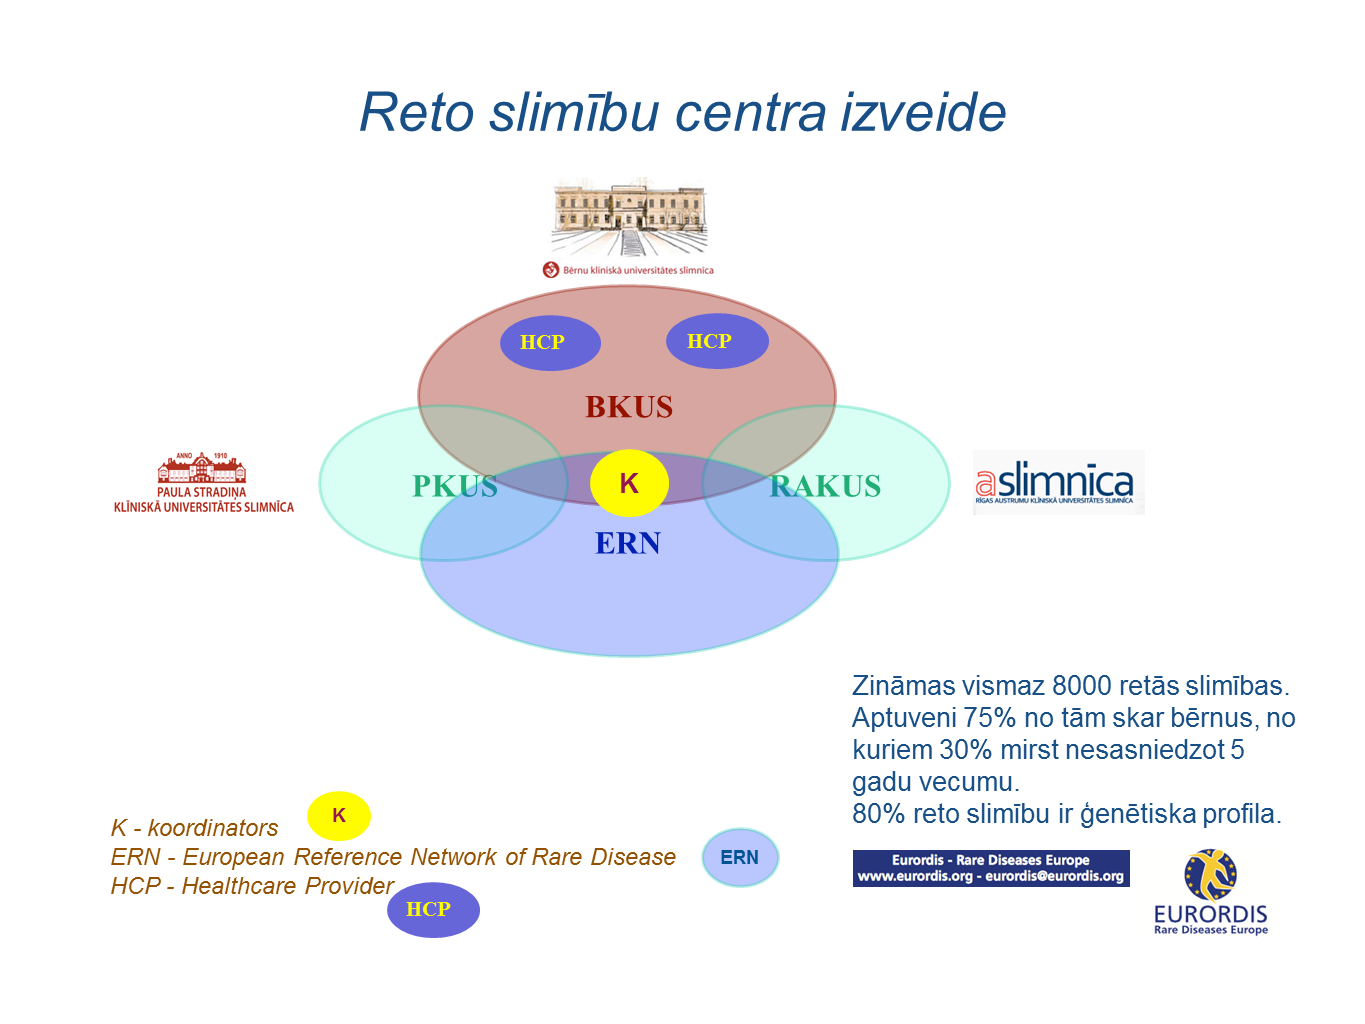 Reto slimību centra izveide
Bērnu klīniskā universitātes slimnīca
HCP
HCP
BKUS
PKUS
K
RAKUS
ERN
ANNO 1910
PAULA STRADIŅA
KLĪNISKĀ UNIVERSITĀTES SLIMNĪCA
aslimnīca
RĪGAS AUSTRUMU KLĪNISKĀ UNIVERSITĀTES SLIMNĪCA
Zināmas vismaz 8000 retās slimības.
Aptuveni 75% no tām skar bērnus, no
kuriem 30% mirst nesasniedzot 5
gadu vecumu.
80% reto slimību ir ģenētiska profila.
K - koordinators
K
ERN - European Reference Network of Rare Disease
ERN
HCP - Healthcare Provider
HCP
Eurordis - Rare Diseases Europe
www.eurordis.org - eurordis@eurordis.org
EURORDIS
Rare Diseases Europe